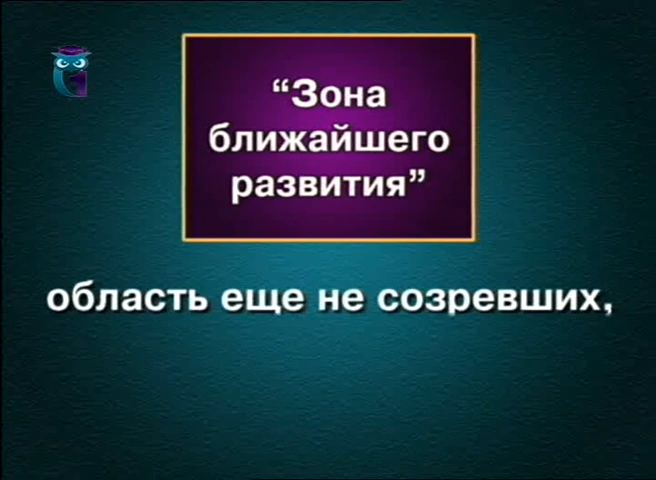 “Зона
ближайшего
развития”
область еще не созревших,